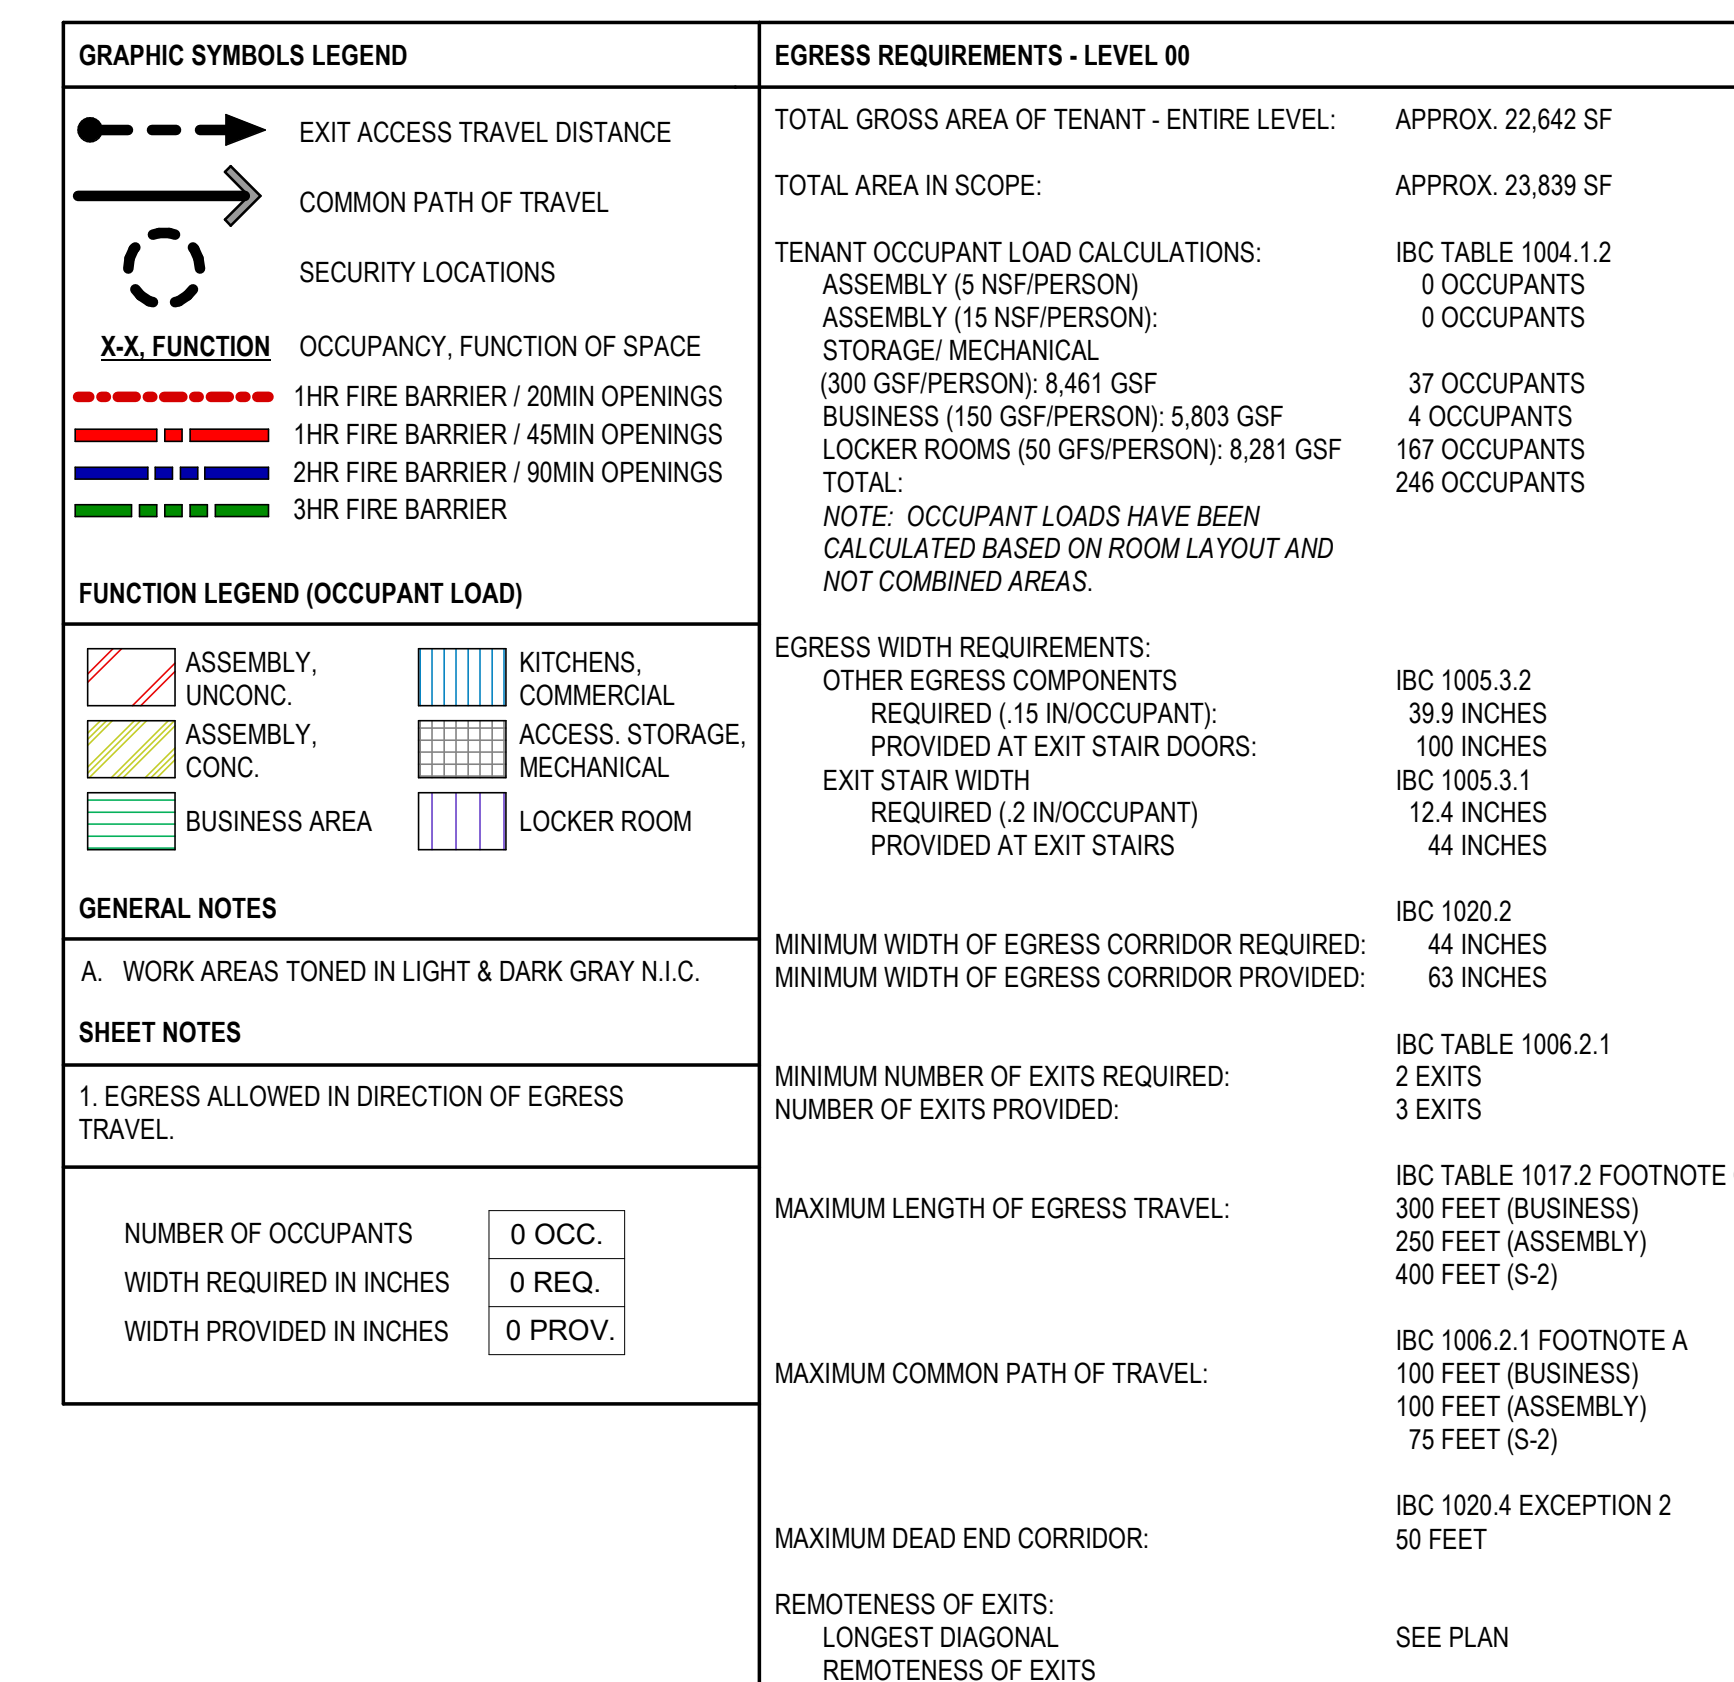 GRAPHIC SYMBOLS LEGEND
EXIT ACCESS TRAVEL DISTANCE
COMMON PATH OF TRAVEL
SECURITY LOCATIONS
X-X, FUNCTION OCCUPANCY, FUNCTION OF SPACE
1HR FIRE BARRIER / 20MIN OPENINGS
1HR FIRE BARRIER / 45MIN OPENINGS
2HR FIRE BARRIER / 90MIN OPENINGS
3HR FIRE BARRIER
FUNCTION LEGEND (OCCUPANT LOAD)
ASSEMBLY,
UNCONC.
KITCHENS,
COMMERCIAL
ASSEMBLY,
CONC.
ACCESS. STORAGE,
MECHANICAL
BUSINESS AREA
LOCKER ROOM
GENERAL NOTES
A. WORK AREAS TONED IN LIGHT & DARK GRAY N.I.C.
SHEET NOTES
1. EGRESS ALLOWED IN DIRECTION OF EGRESS
TRAVEL.
NUMBER OF OCCUPANTS 0 OCC.
WIDTH REQUIRED IN INCHES 0 REQ.
WIDTH PROVIDED IN INCHES 0 PROV.
EGRESS REQUIREMENTS - LEVEL 00
TOTAL GROSS AREA OF TENANT - ENTIRE LEVEL: APPROX. 22,642 SF
TOTAL AREA IN SCOPE: APPROX. 23,839 SF
TENANT OCCUPANT LOAD CALCULATIONS: IBC TABLE 1004.1.2
ASSEMBLY (5 NSF/PERSON) 0 OCCUPANTS
ASSEMBLY (15 NSF/PERSON): 0 OCCUPANTS
STORAGE/ MECHANICAL
(300 GSF/PERSON): 8,461 GSF 37 OCCUPANTS
BUSINESS (150 GSF/PERSON): 5,803 GSF 4 OCCUPANTS
LOCKER ROOMS (50 GFS/PERSON): 8,281 GSF 167 OCCUPANTS
TOTAL: 246 OCCUPANTS
NOTE: OCCUPANT LOADS HAVE BEEN
CALCULATED BASED ON ROOM LAYOUT AND
NOT COMBINED AREAS.
EGRESS WIDTH REQUIREMENTS:
OTHER EGRESS COMPONENTS IBC 1005.3.2
REQUIRED (.15 IN/OCCUPANT): 39.9 INCHES
PROVIDED AT EXIT STAIR DOORS: 100 INCHES
EXIT STAIR WIDTH IBC 1005.3.1
REQUIRED (.2 IN/OCCUPANT) 12.4 INCHES
PROVIDED AT EXIT STAIRS 44 INCHES
IBC 1020.2
MINIMUM WIDTH OF EGRESS CORRIDOR REQUIRED: 44 INCHES
MINIMUM WIDTH OF EGRESS CORRIDOR PROVIDED: 63 INCHES
IBC TABLE 1006.2.1
MINIMUM NUMBER OF EXITS REQUIRED: 2 EXITS
NUMBER OF EXITS PROVIDED: 3 EXITS
IBC TABLE 1017.2 FOOTNOTE
MAXIMUM LENGTH OF EGRESS TRAVEL: 300 FEET (BUSINESS)
250 FEET (ASSEMBLY)
400 FEET (S-2)
IBC 1006.2.1 FOOTNOTE A
MAXIMUM COMMON PATH OF TRAVEL: 100 FEET (BUSINESS)
100 FEET (ASSEMBLY)
75 FEET (S-2)
IBC 1020.4 EXCEPTION 2
MAXIMUM DEAD END CORRIDOR: 50 FEET
REMOTENESS OF EXITS:
LONGEST DIAGONAL SEE PLAN
REMOTENESS OF EXITS